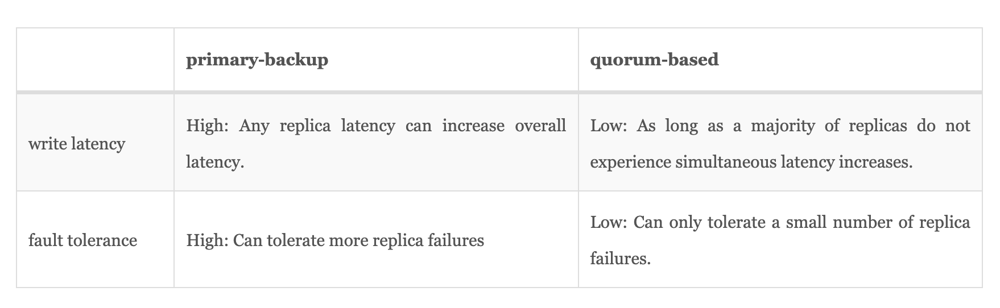 primary-backup
quorum-based
write latency
High: Any replica latency can increase overall
latency.
Low: As long as a majority of replicas do not
experience simultaneous latency increases.
fault tolerance
High: Can tolerate more replica failures
Low: Can only tolerate a small number of replica
failures.